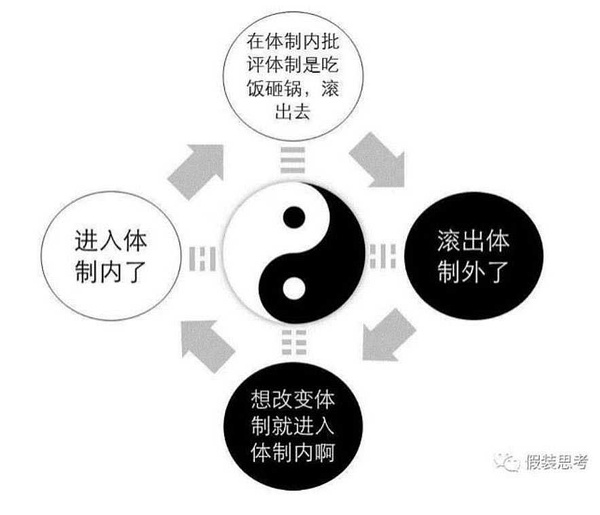 在体制内批
评体制是吃
饭砸锅，滚
出去
进入体
制内了
滚出体
制外了
想改变体
制就进入
体制内啊
假装思考